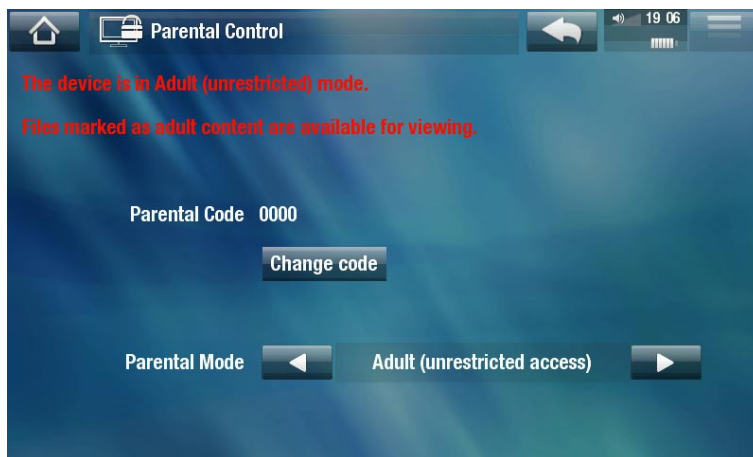 Parental Control
19 06
The device is in Adult (unrestricted) mode.
Files marked as adult content are available for viewing.
Parental Code 0000
Change code
Parental Mode Adult (unrestricted access)